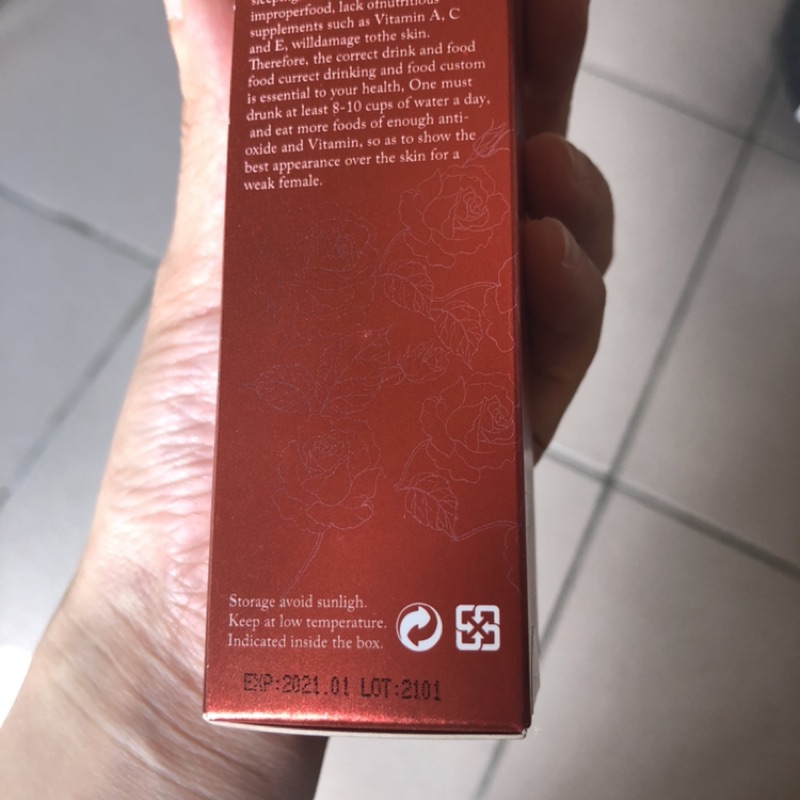 improperfood, lack ofnutritious
supplements such as Vitamin A, C
and E, willdamage tothe skin.
Therefore, the correct drink and food
food currect drinking and food custom
is essential to your health, One must
drunk at least 8-10 cups of water a day,
and eat more foods of enough anti-
oxide and Vitamin, so as to show the
best appearance over the skin for a
weak female.
Storage avoid sunligh.
Keep at low temperature.
Indicated inside the box.
EXP:2021.01 LOT:2101